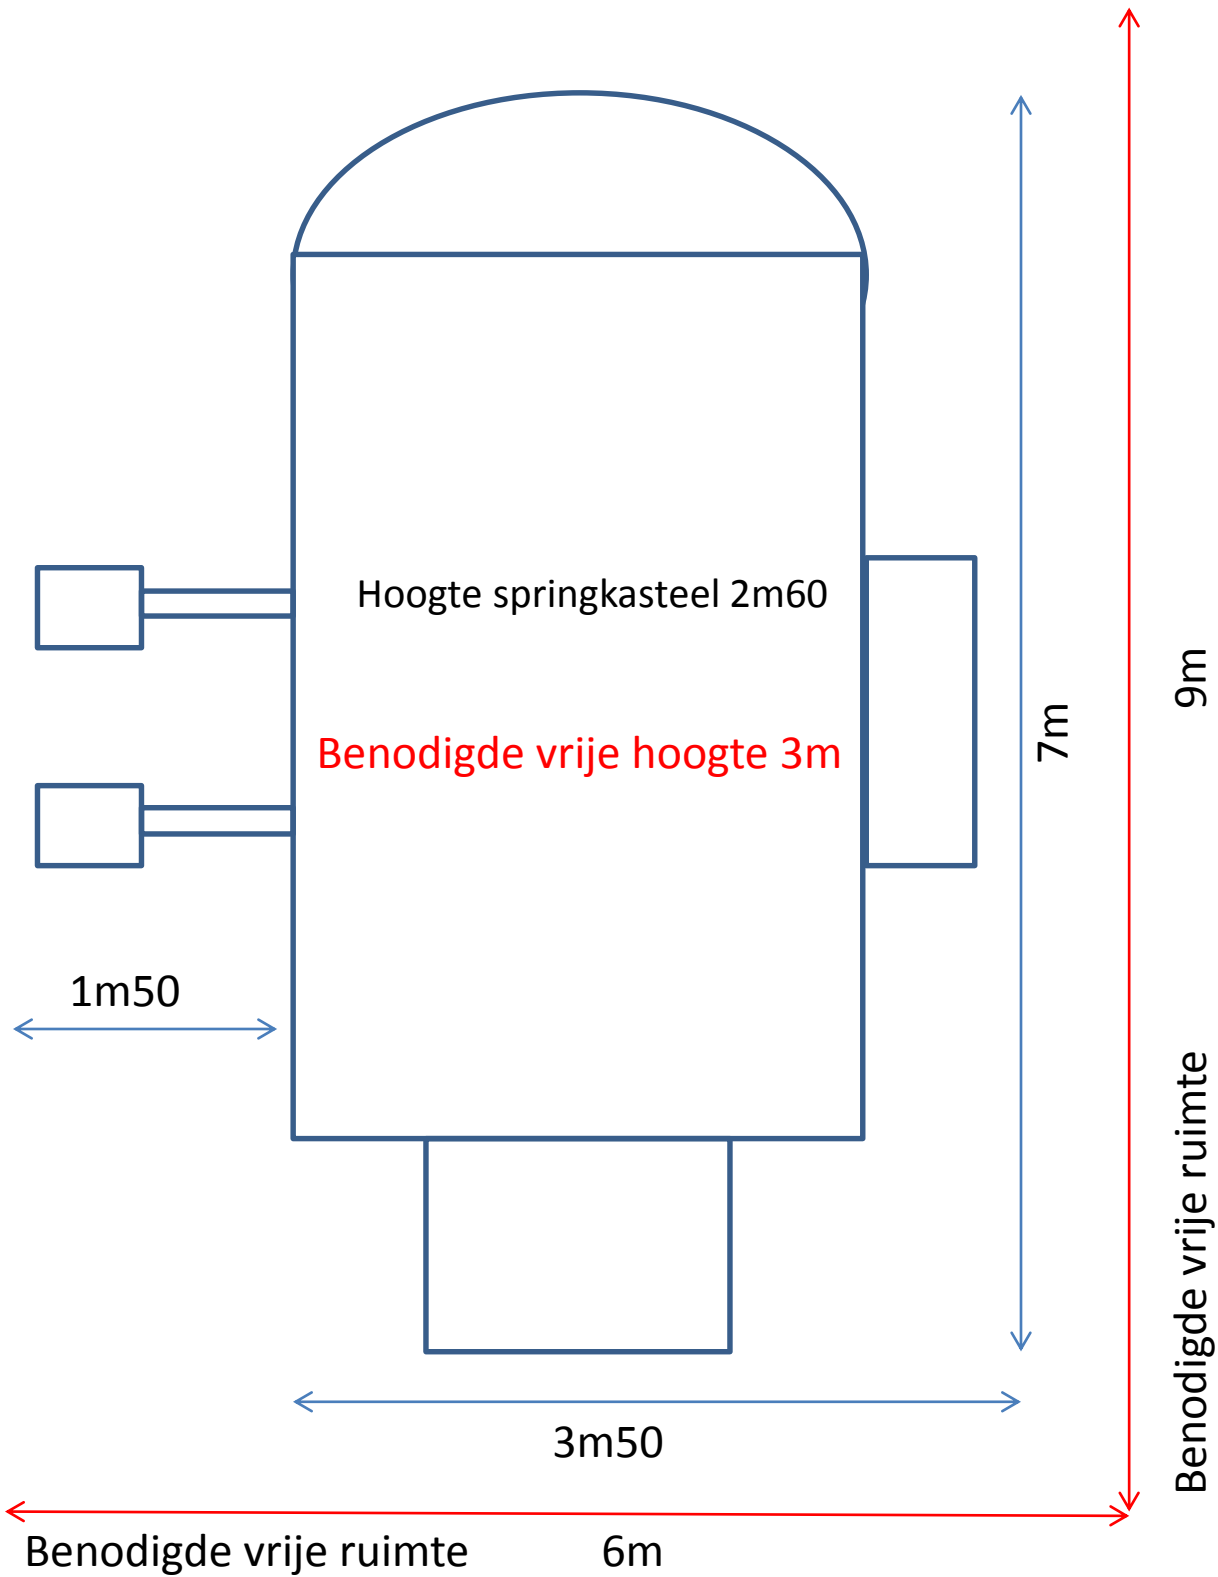 Hoogte springkasteel 2m60
Benodigde vrije hoogte 3m
7m
9m
1m50
Benodigde vrije ruimte
3m50
Benodigde vrije ruimte 6m